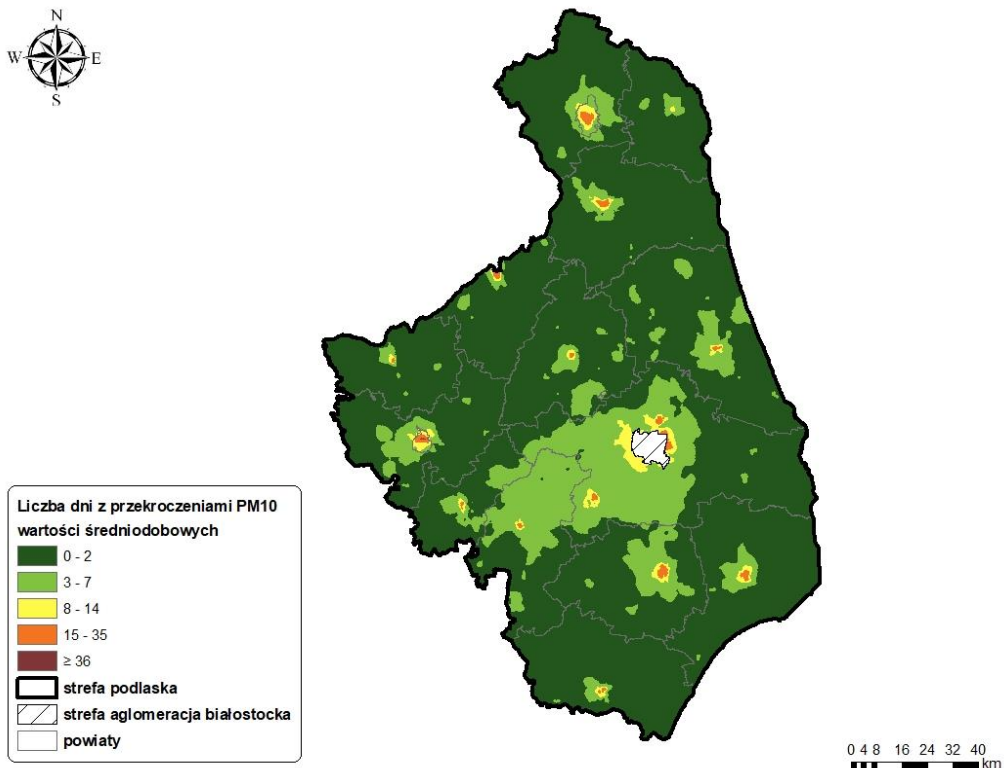 N
W E
S
Liczba dni z przekroczeniami PM10
wartości średniodobowych
0 - 2
3 - 7
8 - 14
15 - 35
≥ 36
strefa podlaska
strefa aglomeracja białostocka
powiaty
0 4 8 16 24 32 40
km